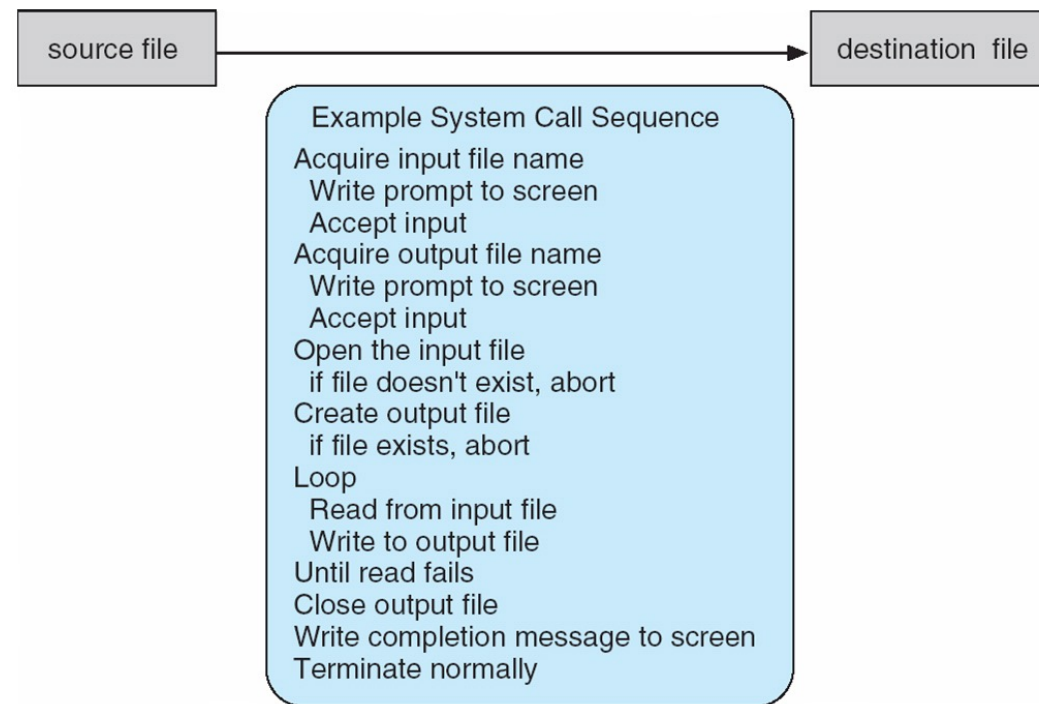 source file
destination file
Example System Call Sequence
Acquire input file name
Write prompt to screen
Accept input
Acquire output file name
Write prompt to screen
Accept input
Open the input file
if file doesn't exist, abort
Create output file
if file exists, abort
Loop
Read from input file
Write to output file
Until read fails
Close output file
Write completion message to screen
Terminate normally